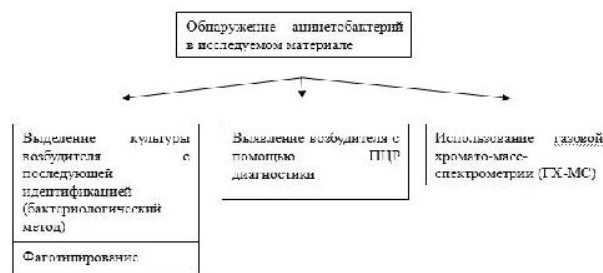 Обнаружение ацинетобактерий
в исследуемом материале
Выделение культуры
возбудителя с
последующей
идентификацией
(бактериологический
метод)
Фаготипирование
Выявление возбудителя с
помощью ПЦР
диагностики
Использование газовой
хромато-масс-
спектрометрии (ГХ-МС)